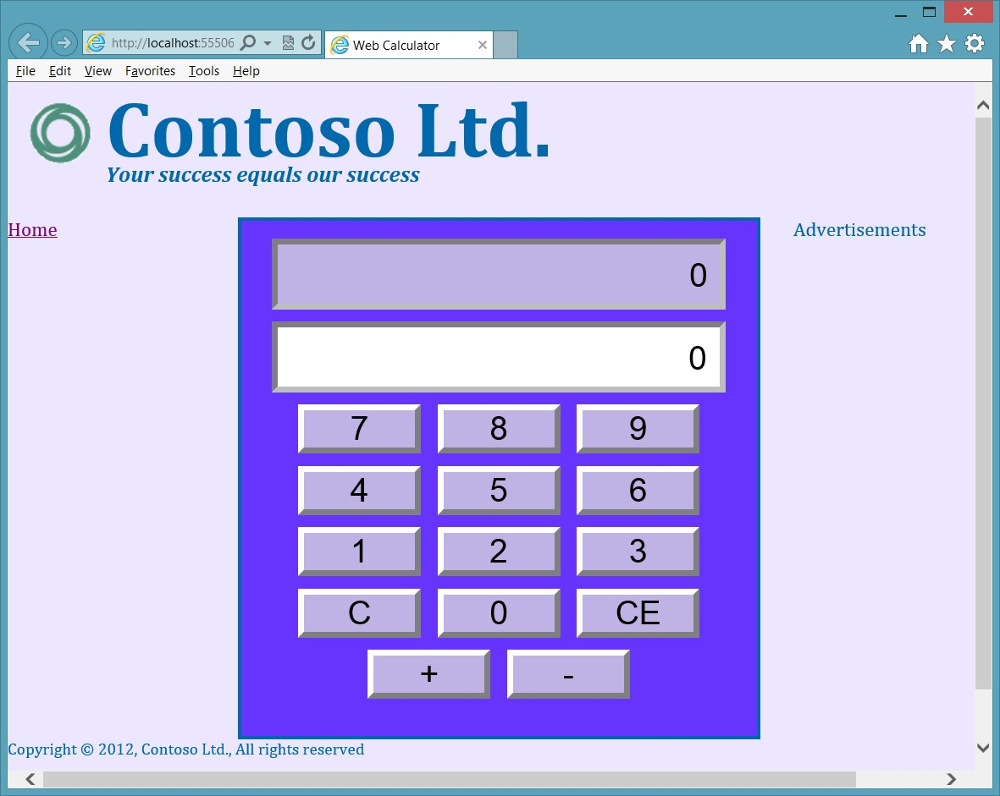 http://localhost:55506
Web Calculator
File Edit View Favorites Tools Help
Contoso Ltd.
Your success equals our success
Home
Advertisements
0
0
7 8 9
4 5 6
1 2 3
C 0 CE
+ -
Copyright © 2012, Contoso Ltd., All rights reserved